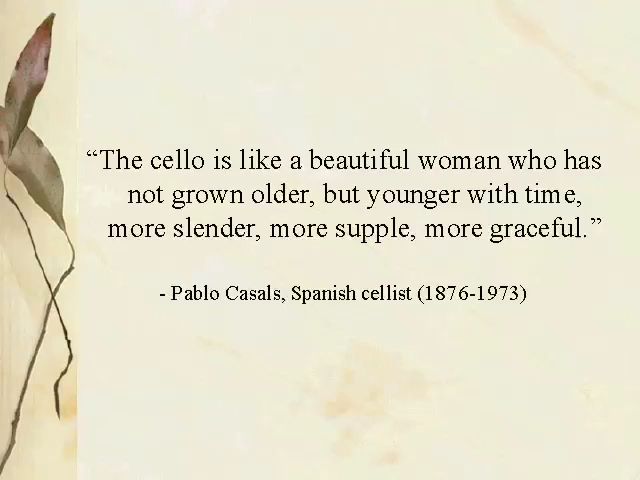 “The cello is like a beautiful woman who has
not grown older, but younger with time,
more slender, more supple, more graceful.”
- Pablo Casals, Spanish cellist (1876-1973)